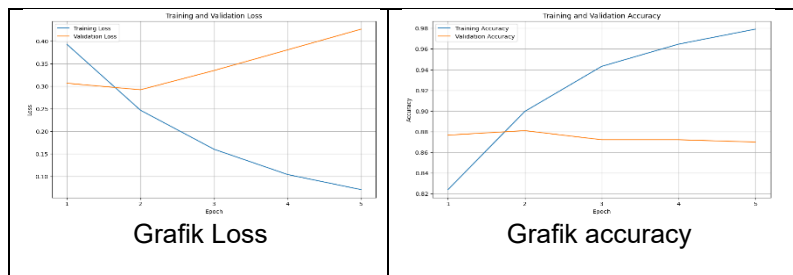 Training and Validation Loss
Training Loss
Validation Loss
0.40
0.35
0.30
0.25
0.20
0.15
0.10
Loss
1 2 3 4 5
Epoch
Grafik Loss
Training and Validation Accuracy
Training Accuracy
Validation Accuracy
0.98
0.96
0.94
0.92
0.90
0.88
0.86
0.84
0.82
Accuracy
1 2 3 4 5
Epoch
Grafik accuracy